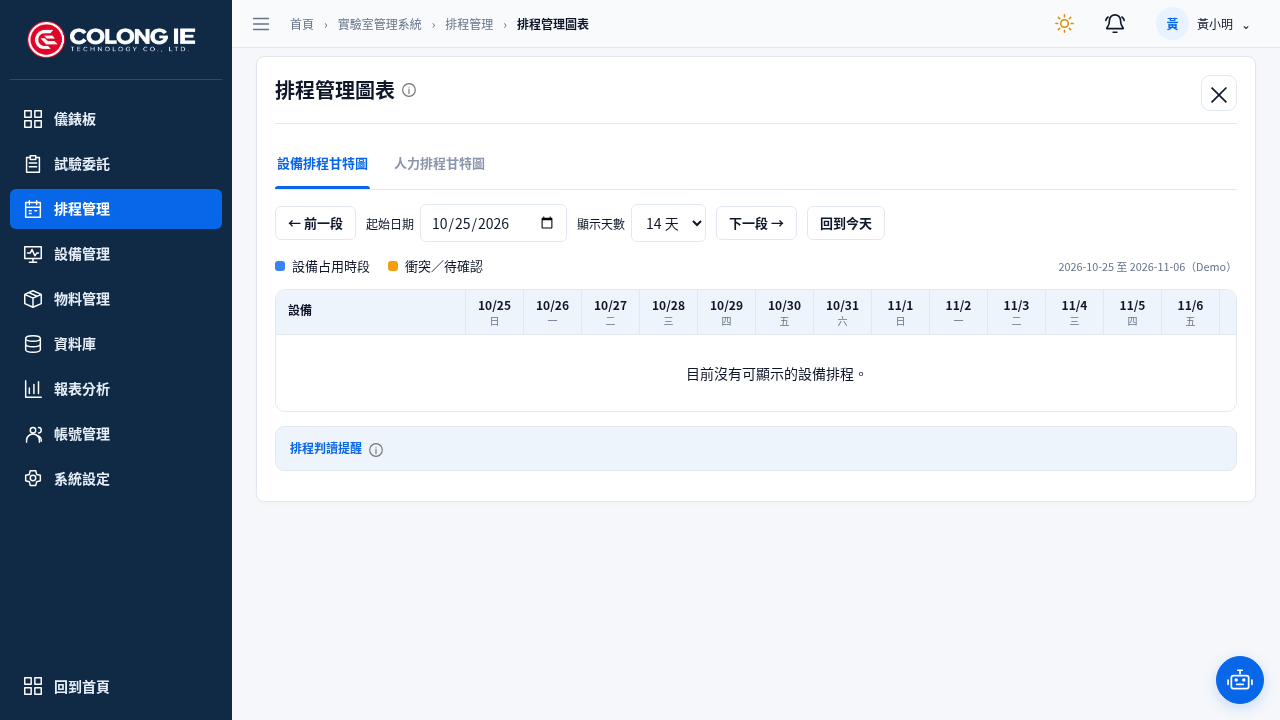 COLONG IE
TECHNOLOGY CO., LTD.
儀錶板
試驗委託
排程管理
設備管理
物料管理
資料庫
報表分析
帳號管理
系統設定
回到首頁
首頁 › 實驗室管理系統 › 排程管理 › 排程管理圖表
黃 黃小明
排程管理圖表
設備排程甘特圖 人力排程甘特圖
← 前一段 起始日期 10/25/2026 顯示天數 14 天 下一段 → 回到今天
設備占用時段 衝突／待確認 2026-10-25 至 2026-11-06（Demo）
設備 10/25 10/26 10/27 10/28 10/29 10/30 10/31 11/1 11/2 11/3 11/4 11/5 11/6
日 一 二 三 四 五 六 日 一 二 三 四 五
目前沒有可顯示的設備排程。
排程判讀提醒